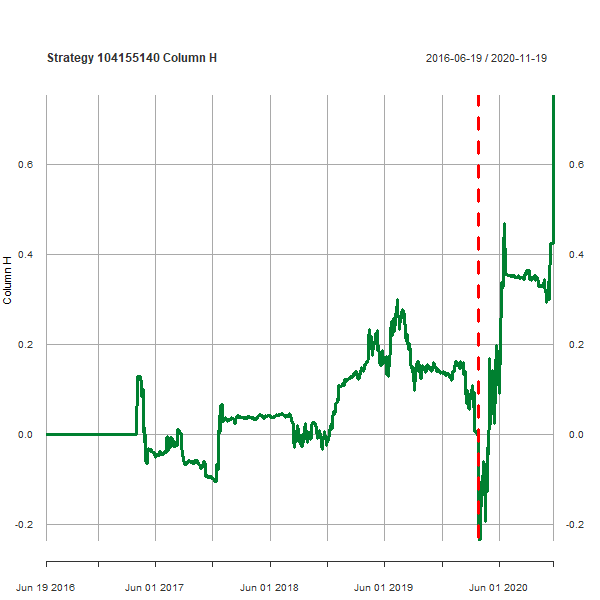 Strategy 104155140 Column H
2016-06-19 / 2020-11-19
0.6 0.6
0.4 0.4
0.2 0.2
0.0 0.0
-0.2 -0.2
Column H
Jun 19 2016 Jun 01 2017 Jun 01 2018 Jun 01 2019 Jun 01 2020